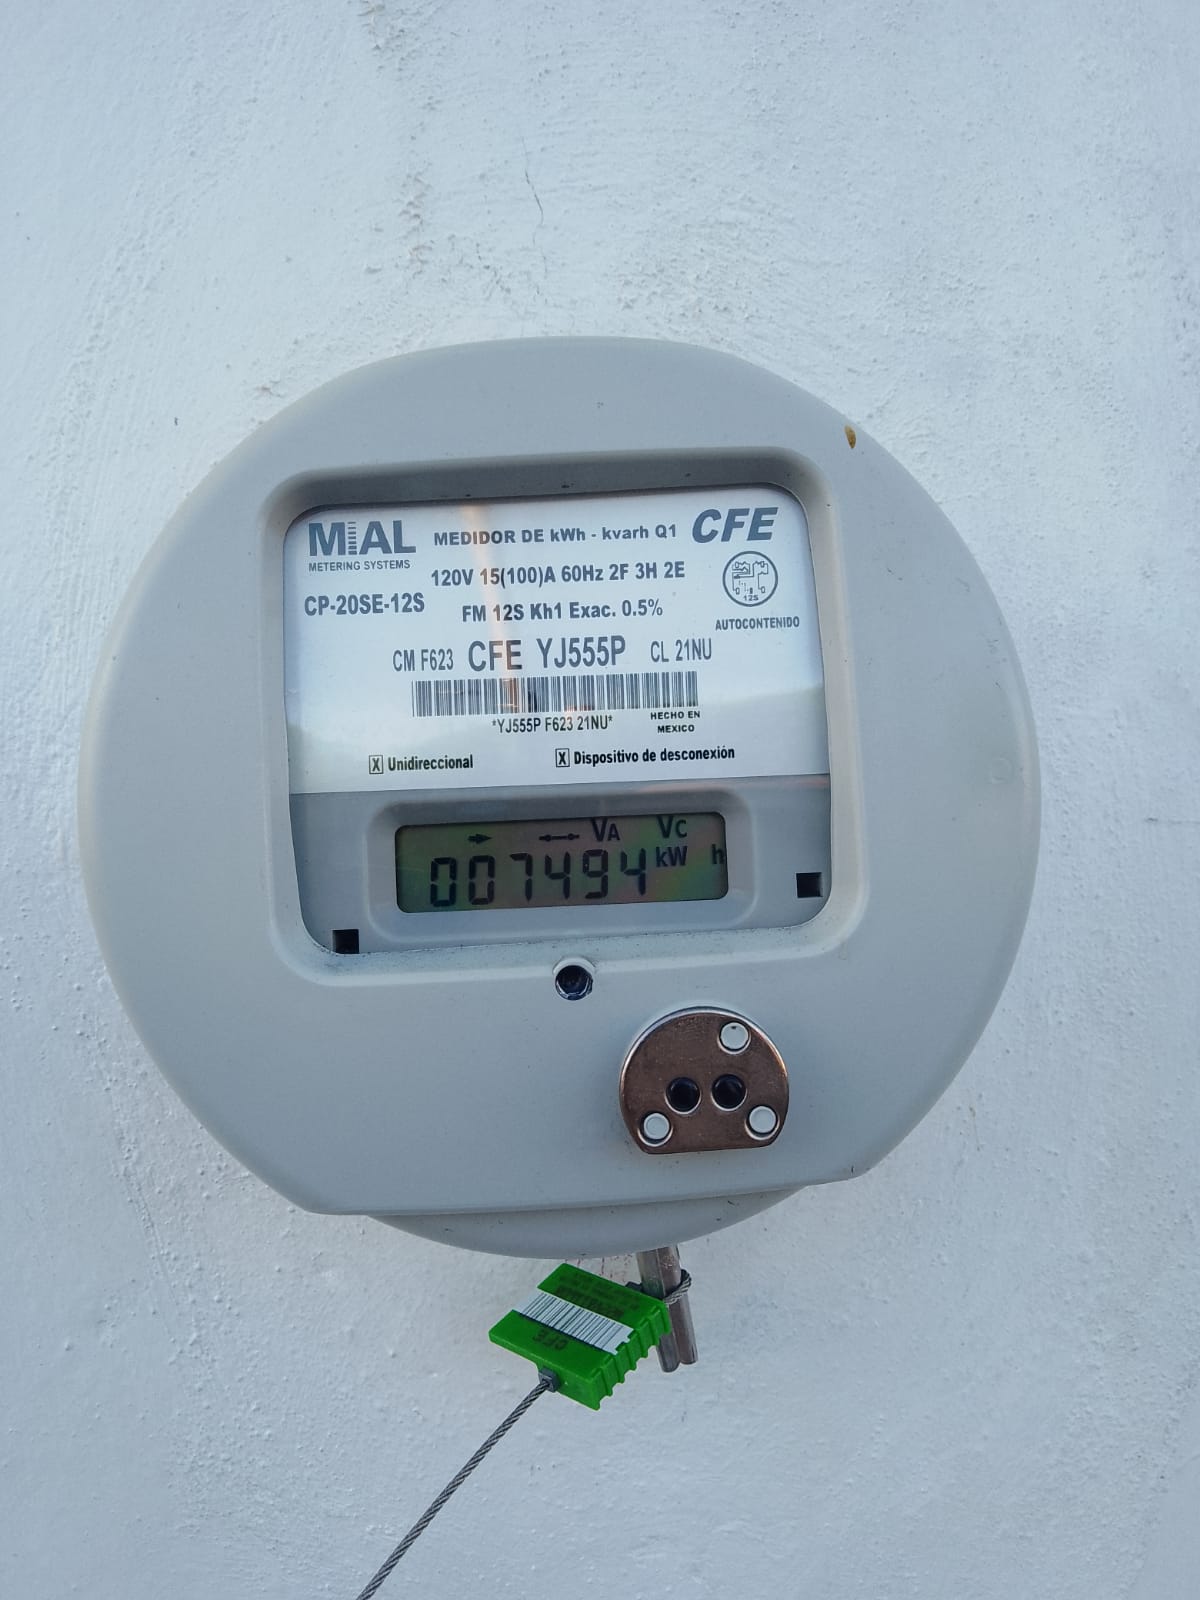 MIAL
METERING SYSTEMS
MEDIDOR DE kWh - kvarh Q1
CFE
120V 15(100)A 60Hz 2F 3H 2E
CP-20SE-12S
FM 12S Kh1 Exac. 0.5%
12S
AUTOCONTENIDO
CM F623 CFE YJ555P CL 21NU
*YJ555P F623 21NU*
HECHO EN
MEXICO
X Unidireccional
X Dispositivo de desconexión
VA VC
007494 kW h
CFE